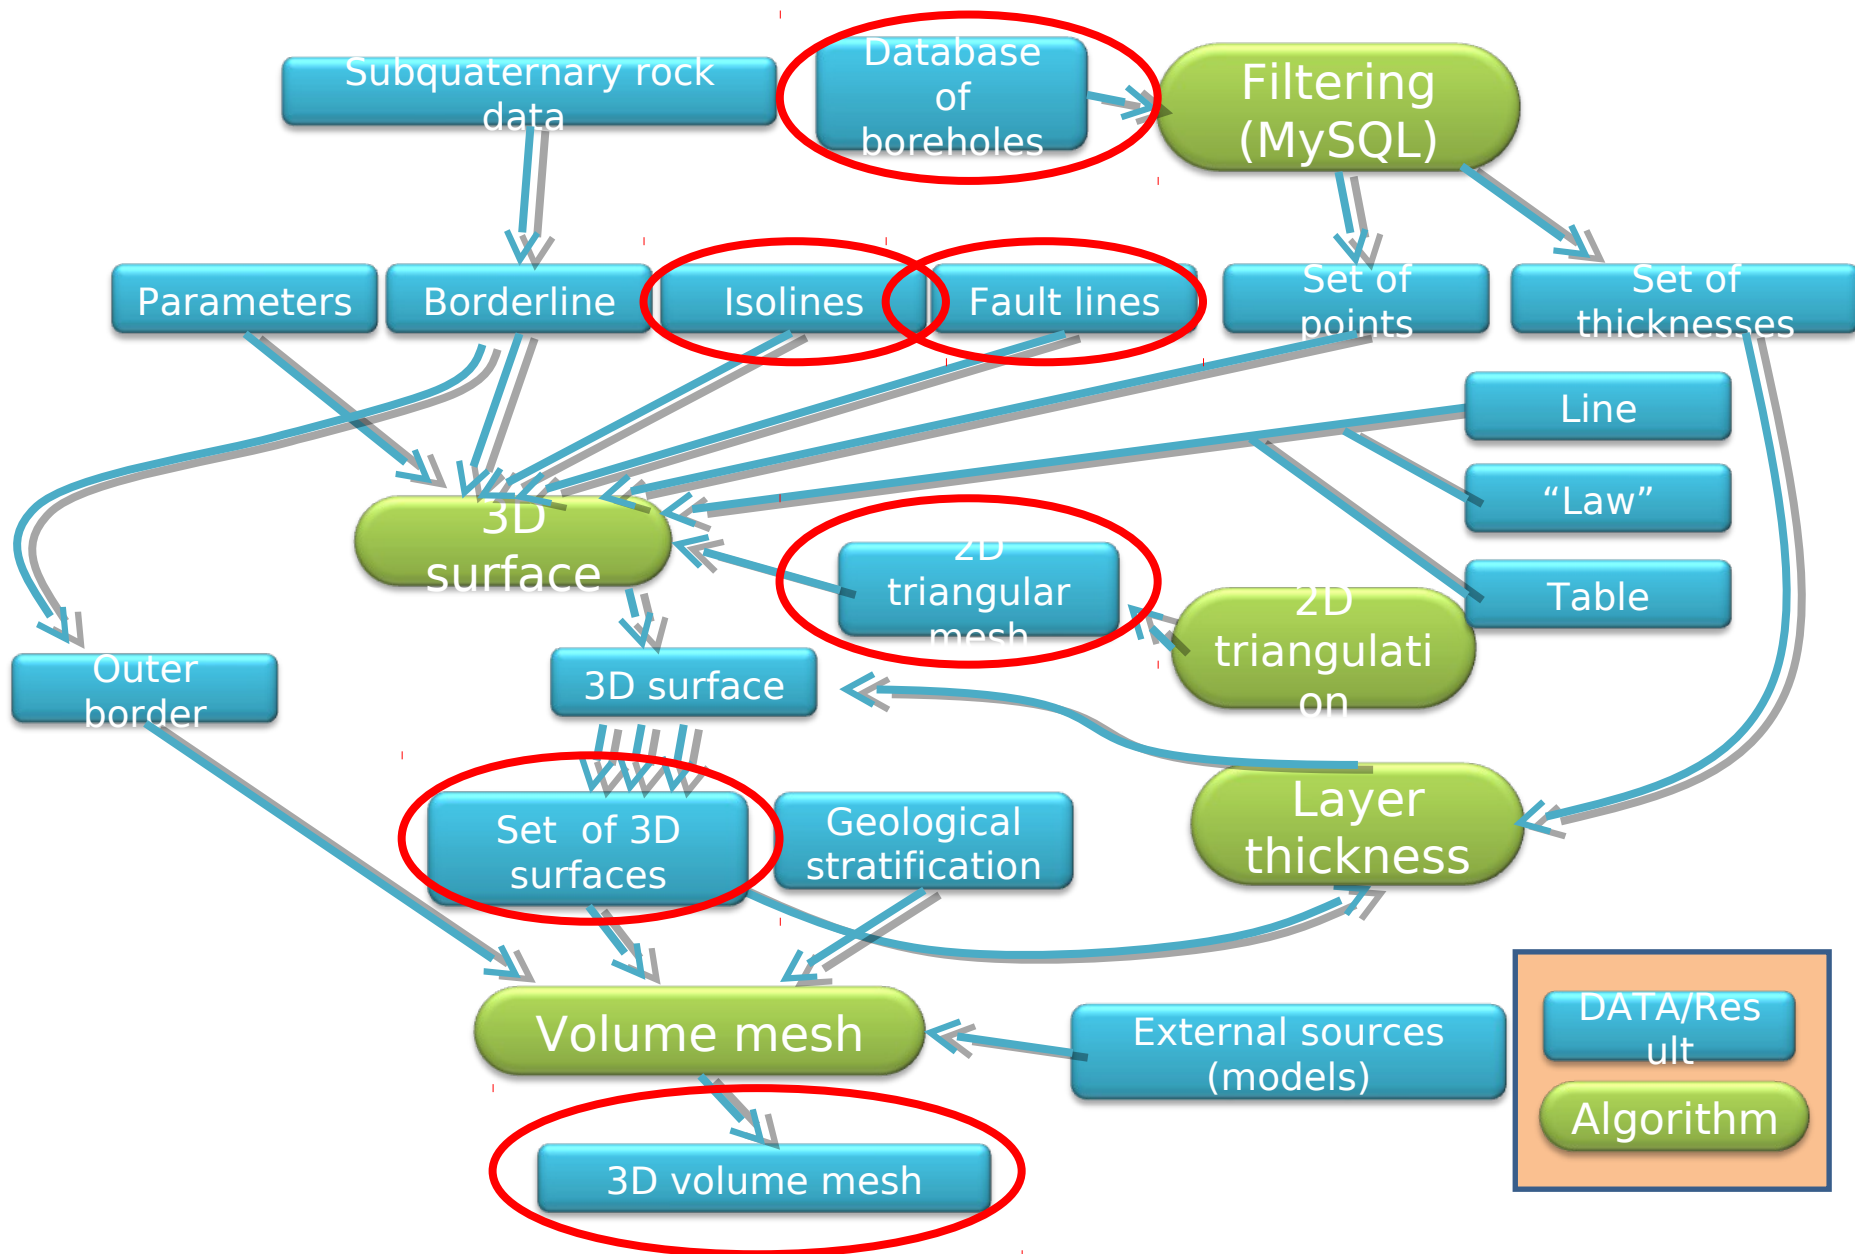 Subquaternary rock
data
Database
of
boreholes
Filtering
(MySQL)
Parameters
Borderline
Isolines
Fault lines
Set of
points
Set of
thicknesses
Line
“Law”
Table
3D
surface
2D
triangular
mesh
2D
triangulati
on
Outer
border
3D surface
Set of 3D
surfaces
Geological
stratification
Layer
thickness
Volume mesh
External sources
(models)
3D volume mesh
DATA/Res
ult
Algorithm